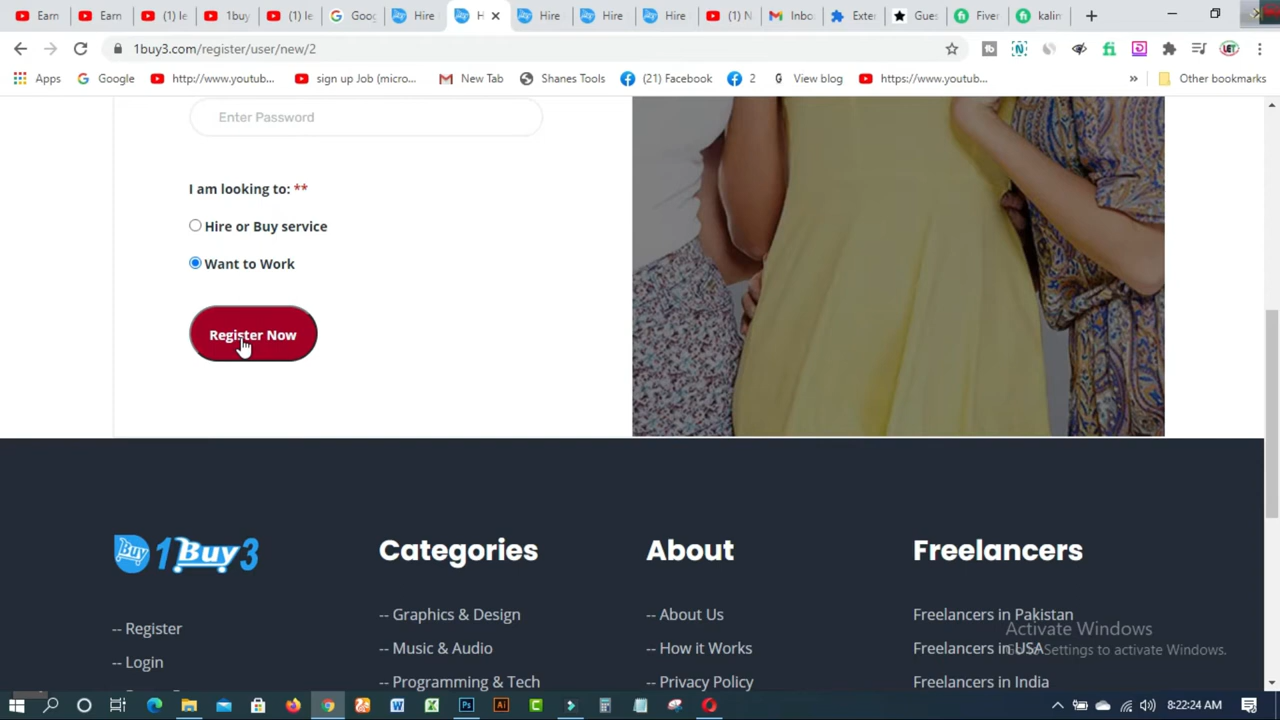 Earn
Earn
(1) le
1buy
(1) le
Goog
Hire
H
Hire
Hire
Hire
(1) N
Inbo
Exten
Gues
Fiver
kalin
1buy3.com/register/user/new/2
Apps
Google
http://www.youtub...
sign up Job (micro...
New Tab
Shanes Tools
(21) Facebook
2
View blog
https://www.youtub...
»
Other bookmarks
Enter Password
I am looking to: **
Hire or Buy service
Want to Work
Register Now
Buy 1Buy3
Categories
About
Freelancers
-- Register
-- Login
-- Graphics & Design
-- Music & Audio
-- Programming & Tech
-- About Us
-- How it Works
-- Privacy Policy
Freelancers in Pakistan
Freelancers in USA
Freelancers in India
Activate Windows
Go to Settings to activate Windows.
8:22:24 AM